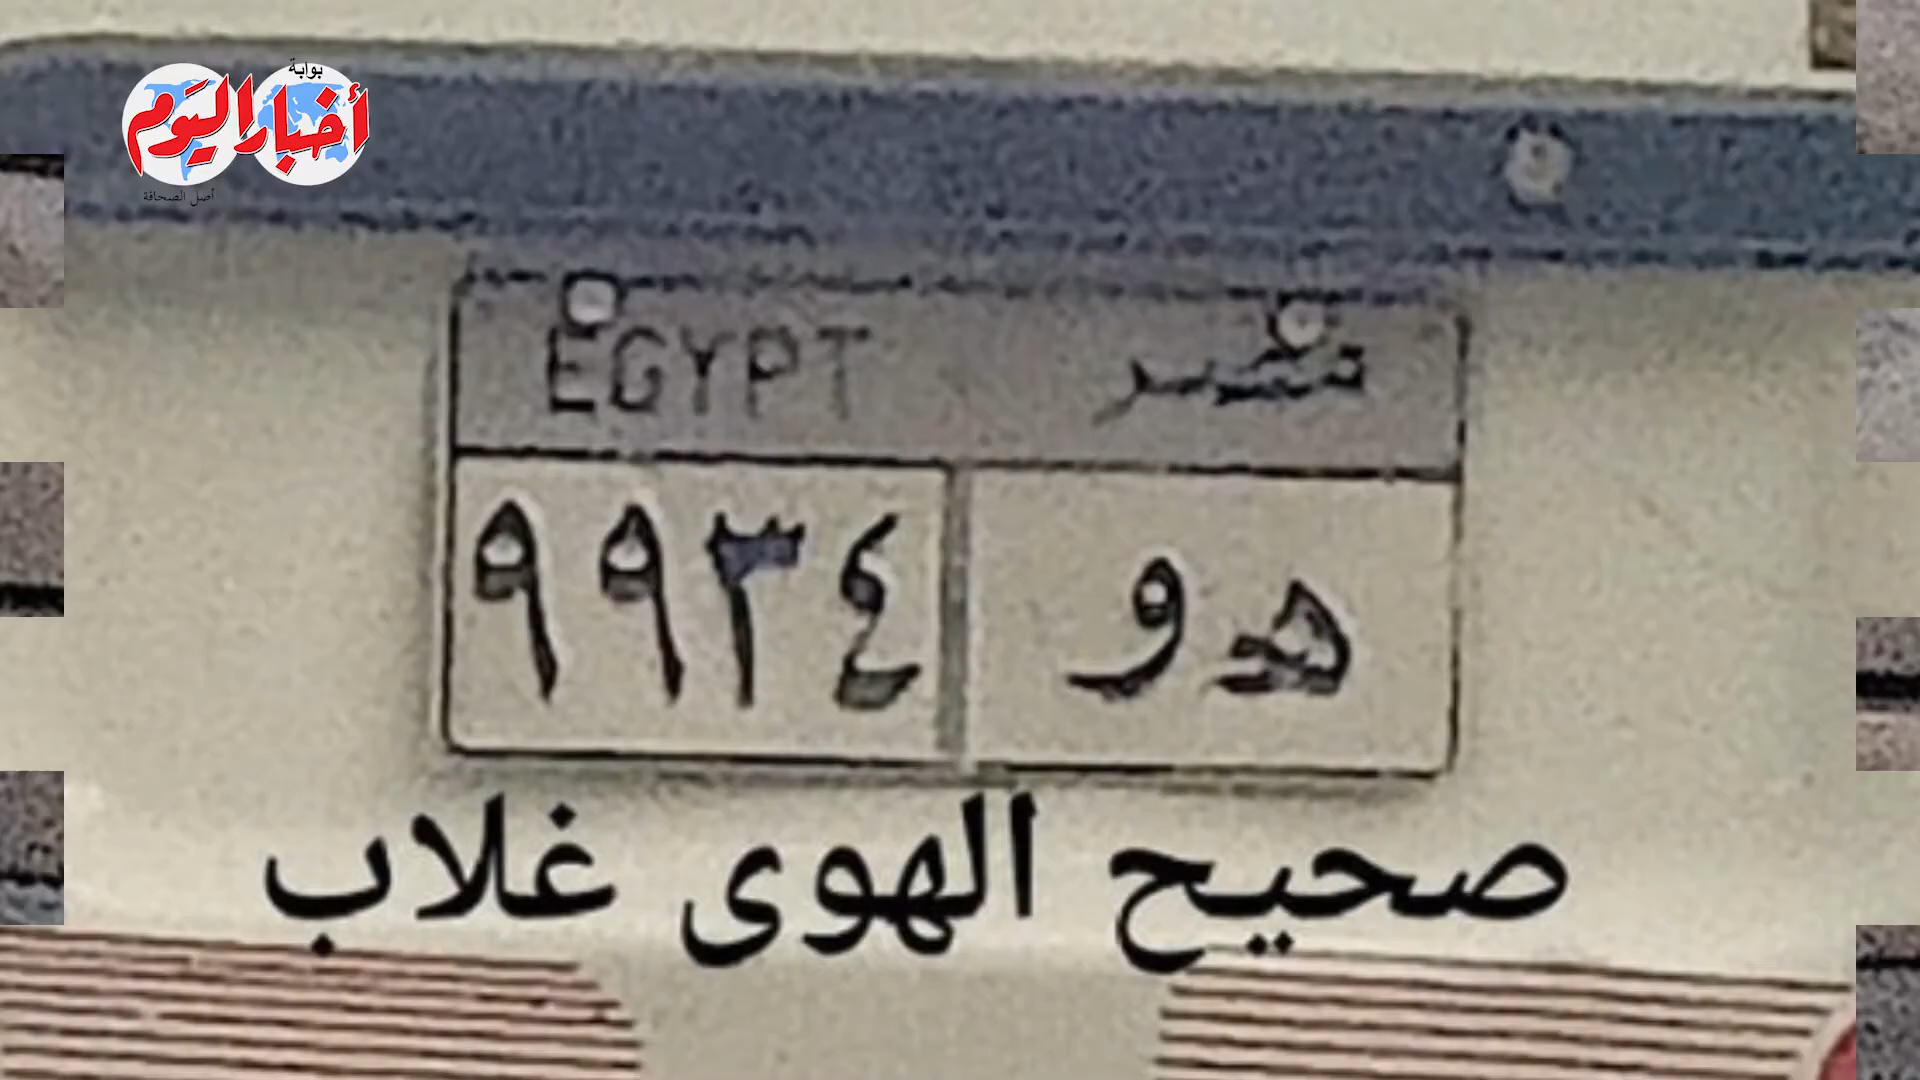 بوابة
أخبار اليوم
أصل الصحافة
EGYPT مصر
٩٩٣٤ هـ و
صحيح الهوى غلاب